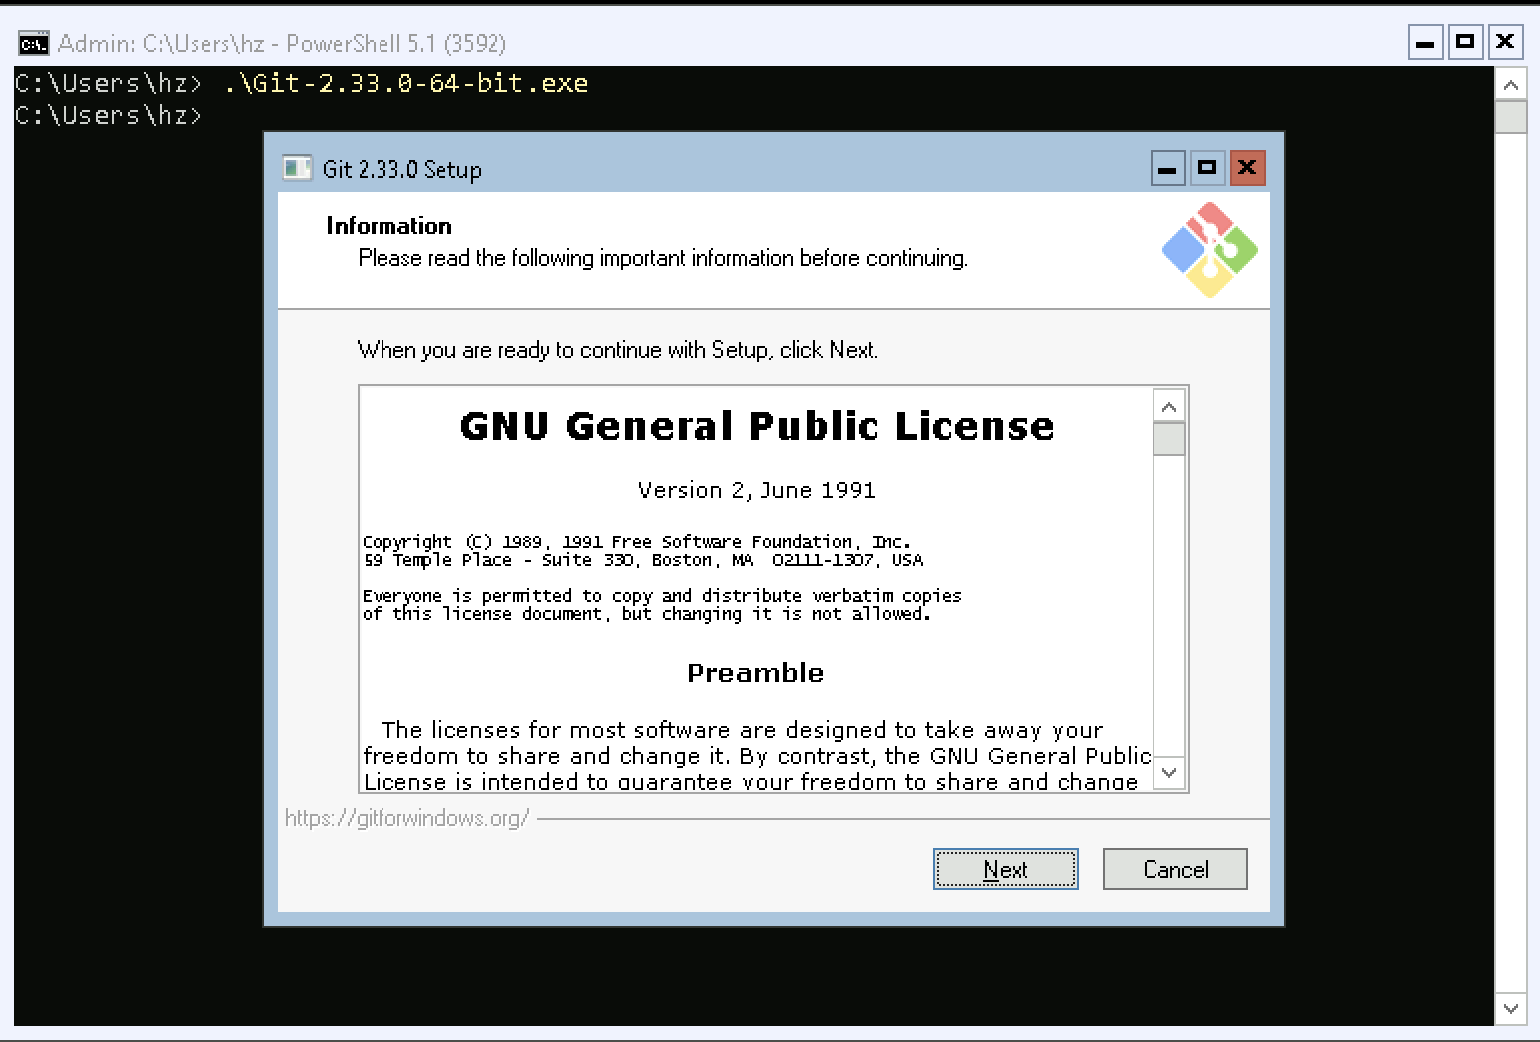 Admin: C:\Users\hz - PowerShell 5.1 (3592)
C:\Users\hz> .\Git-2.33.0-64-bit.exe
C:\Users\hz>
Git 2.33.0 Setup
Information
Please read the following important information before continuing.
When you are ready to continue with Setup, click Next.
GNU General Public License
Version 2, June 1991
Copyright (C) 1989, 1991 Free Software Foundation, Inc.
59 Temple Place - Suite 330, Boston, MA  02111-1307, USA
Everyone is permitted to copy and distribute verbatim copies
of this license document, but changing it is not allowed.
Preamble
The licenses for most software are designed to take away your
freedom to share and change it. By contrast, the GNU General Public
License is intended to guarantee your freedom to share and change
https://gitforwindows.org/
Next
Cancel